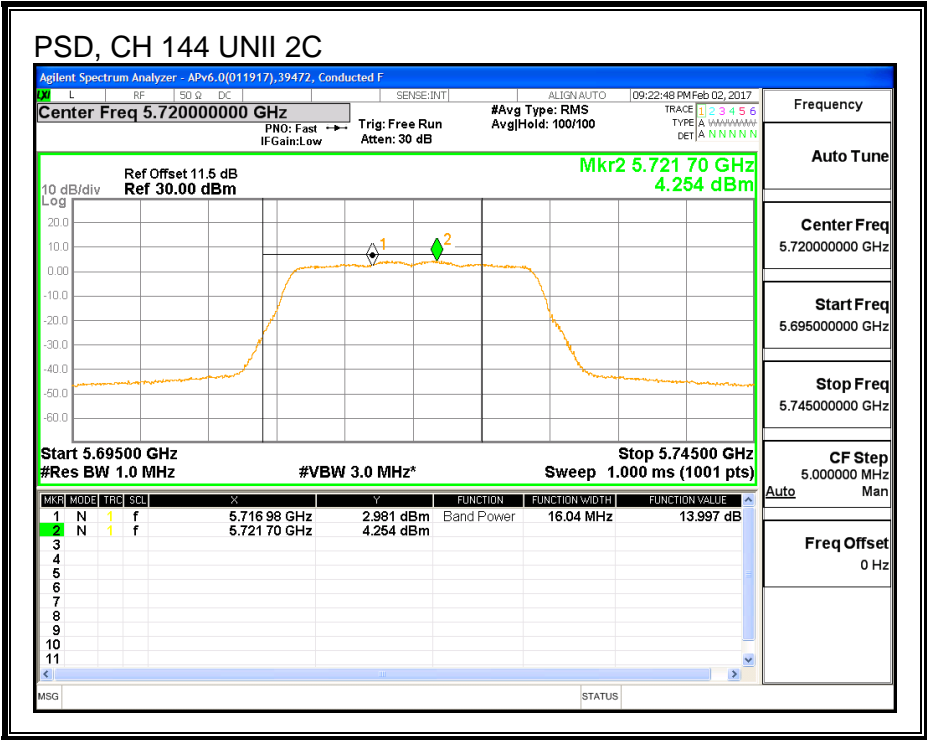 PSD, CH 144 UNII 2C
Agilent Spectrum Analyzer - APv6.0(011917),39472, Conducted F
LXI L RF 50 Ω DC SENSE:INT ALIGN AUTO 09:22:48 PM Feb 02, 2017
Center Freq 5.720000000 GHz
PNO: Fast
IFGain:Low
Trig: Free Run
Atten: 30 dB
#Avg Type: RMS
Avg|Hold: 100/100
TRACE 1 2 3 4 5 6
TYPE A WWWWW
DET A N N N N N
Mkr2 5.721 70 GHz
4.254 dBm
Ref Offset 11.5 dB
10 dB/div Ref 30.00 dBm
Log
20.0
10.0
0.00
-10.0
-20.0
-30.0
-40.0
-50.0
-60.0
1
2
Start 5.69500 GHz Stop 5.74500 GHz
#Res BW 1.0 MHz #VBW 3.0 MHz* Sweep 1.000 ms (1001 pts)
MKR MODE TRC SCL X Y FUNCTION FUNCTION WIDTH FUNCTION VALUE
1 N 1 f 5.716 98 GHz 2.981 dBm Band Power 16.04 MHz 13.997 dB
2 N 1 f 5.721 70 GHz 4.254 dBm
3
4
5
6
7
8
9
10
11
MSG STATUS
Frequency
Auto Tune
Center Freq
5.720000000 GHz
Start Freq
5.695000000 GHz
Stop Freq
5.745000000 GHz
CF Step
5.000000 MHz
Auto Man
Freq Offset
0 Hz